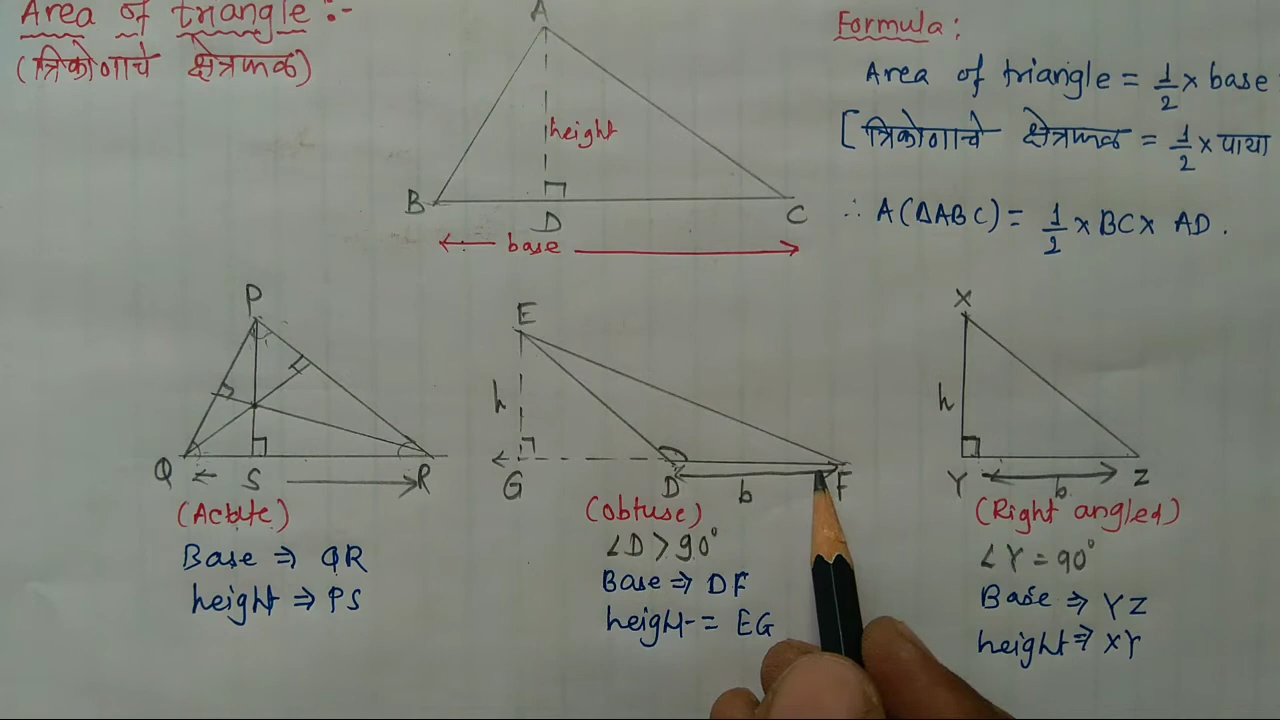 Area of triangle :-
(त्रिकोणाचे क्षेत्रफळ)
A
height
B
D
C
base
Formula:
Area of triangle = 1/2 × base
[त्रिकोणाचे क्षेत्रफळ = 1/2 × पाया
∴ A(ΔABC) = 1/2 × BC × AD.
P
Q
S
R
(Acute)
Base ⇒ QR
height ⇒ PS
E
h
G
D
b
F
(obtuse)
∠D > 90°
Base ⇒ DF
height = EG
X
h
Y
b
Z
(Right angled)
∠Y = 90°
Base ⇒ YZ
height ⇒ XY